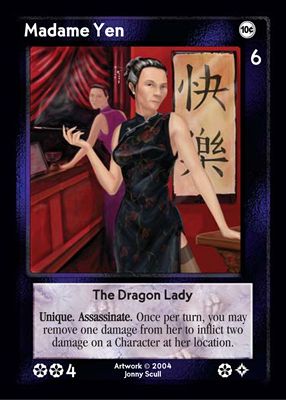 Madame Yen
10¢
6
快
樂
The Dragon Lady
Unique. Assassinate. Once per turn, you may
remove one damage from her to inflict two
damage on a Character at her location.
4
Artwork © 2004
Jonny Scull